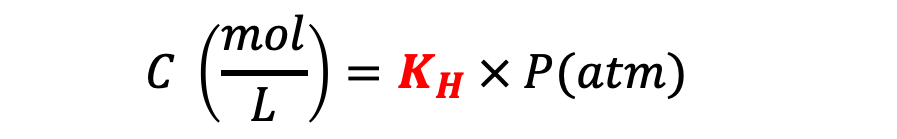 C (mol/L) = K_H × P(atm)